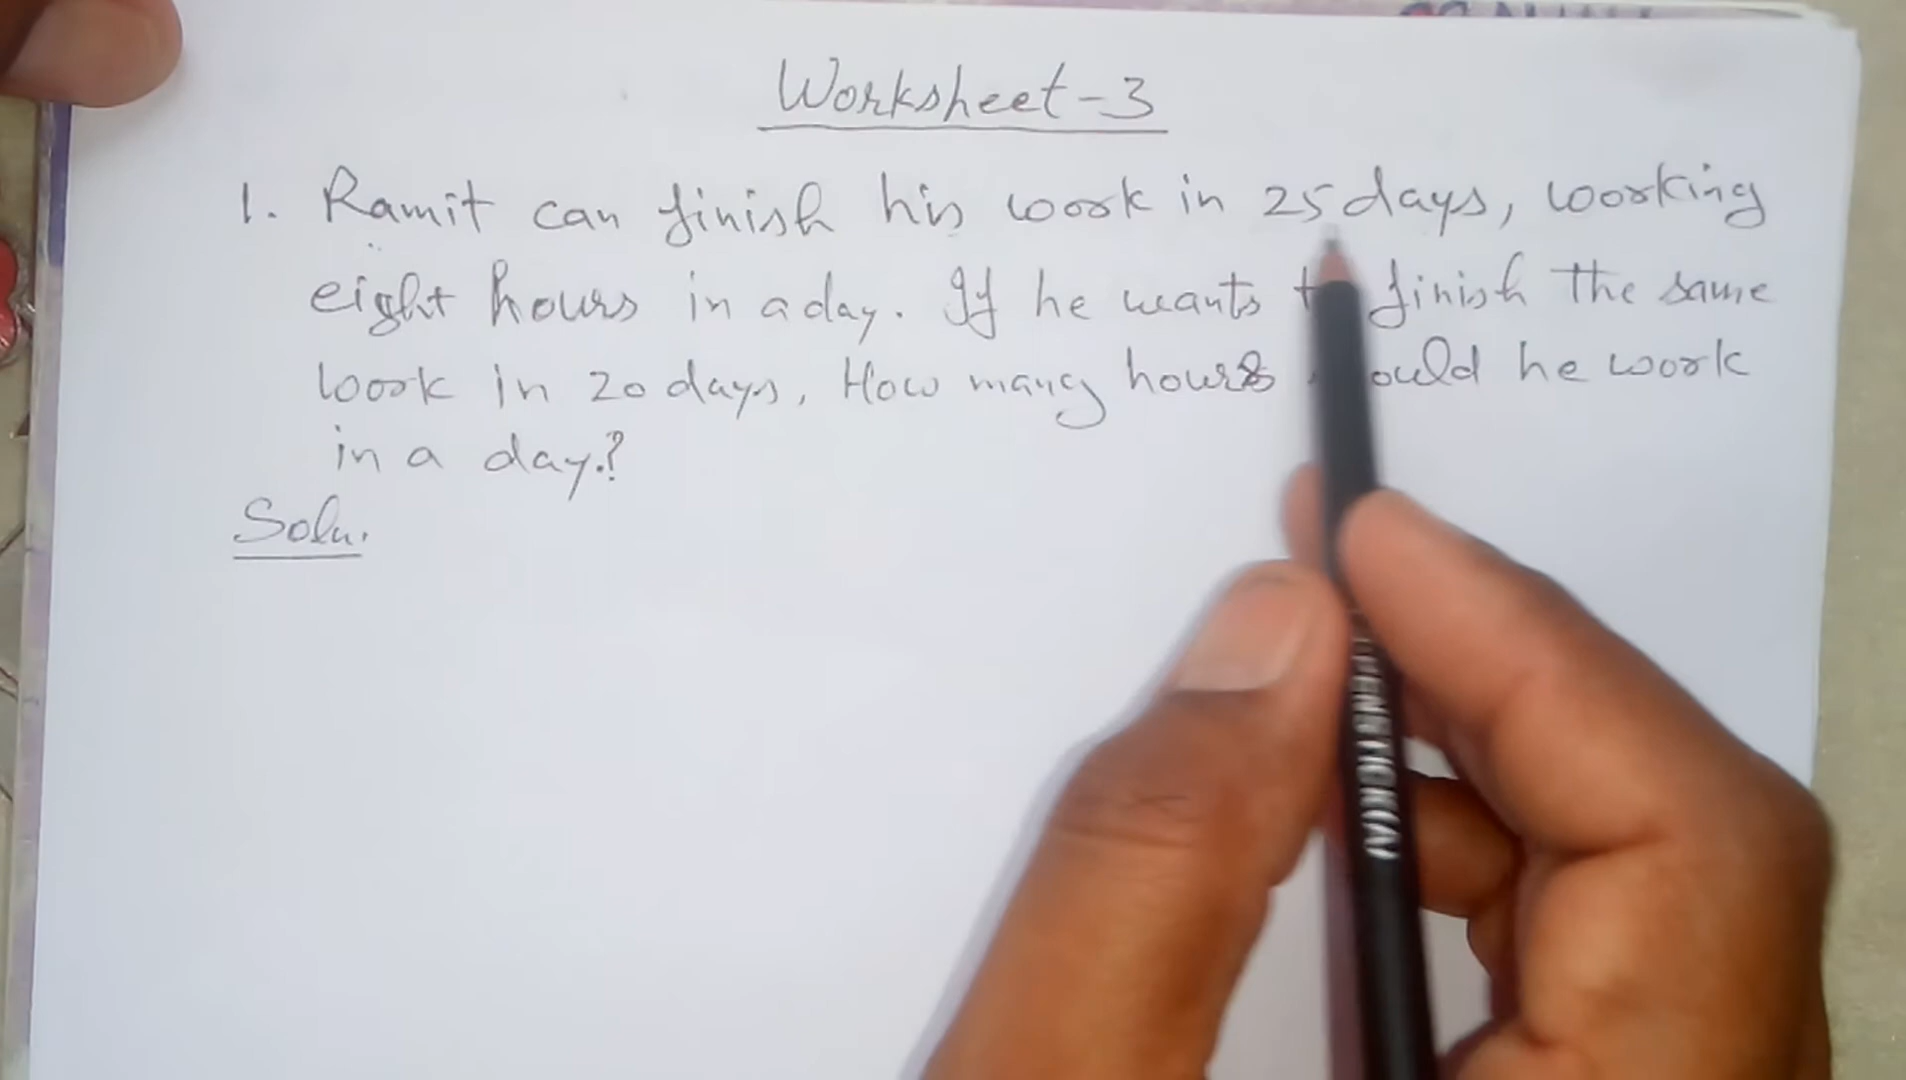 Worksheet-3
1. Ramit can finish his work in 25 days, working
eight hours in a day. If he wants finish the same
work in 20 days, How many hours he work
in a day.?
Soln.